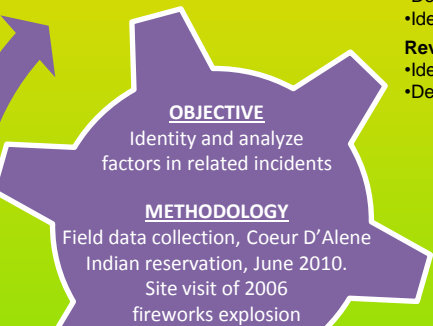 •Ide
Rev
•Ide
•De
OBJECTIVE
Identity and analyze
factors in related incidents
METHODOLOGY
Field data collection, Coeur D'Alene
Indian reservation, June 2010.
Site visit of 2006
fireworks explosion